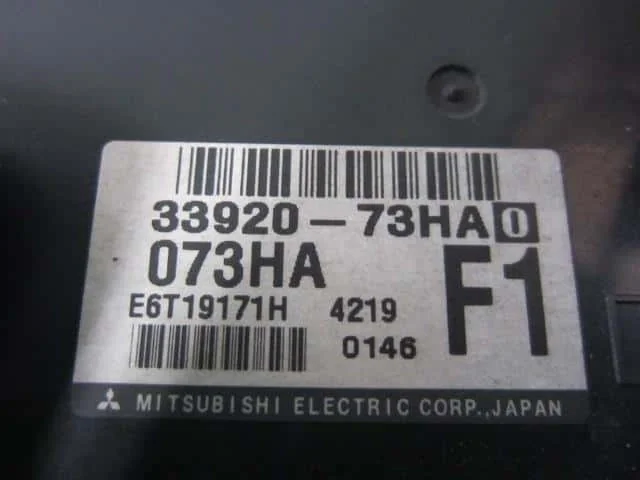 33920-73HA0
073HA
F1
E6T19171H 4219
0146
MITSUBISHI ELECTRIC CORP.,JAPAN